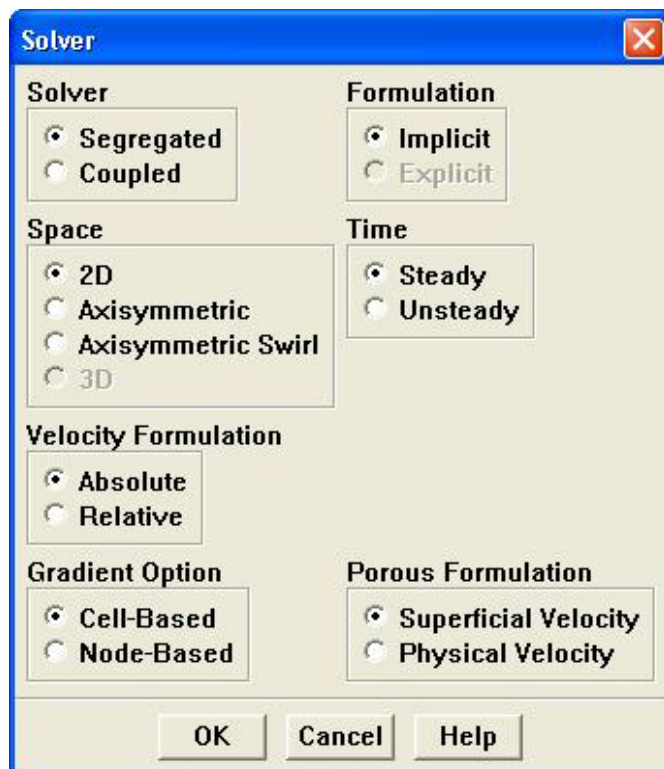 Solver
Solver
Segregated
Coupled
Formulation
Implicit
Explicit
Space
2D
Axisymmetric
Axisymmetric Swirl
3D
Time
Steady
Unsteady
Velocity Formulation
Absolute
Relative
Gradient Option
Cell-Based
Node-Based
Porous Formulation
Superficial Velocity
Physical Velocity
OK Cancel Help